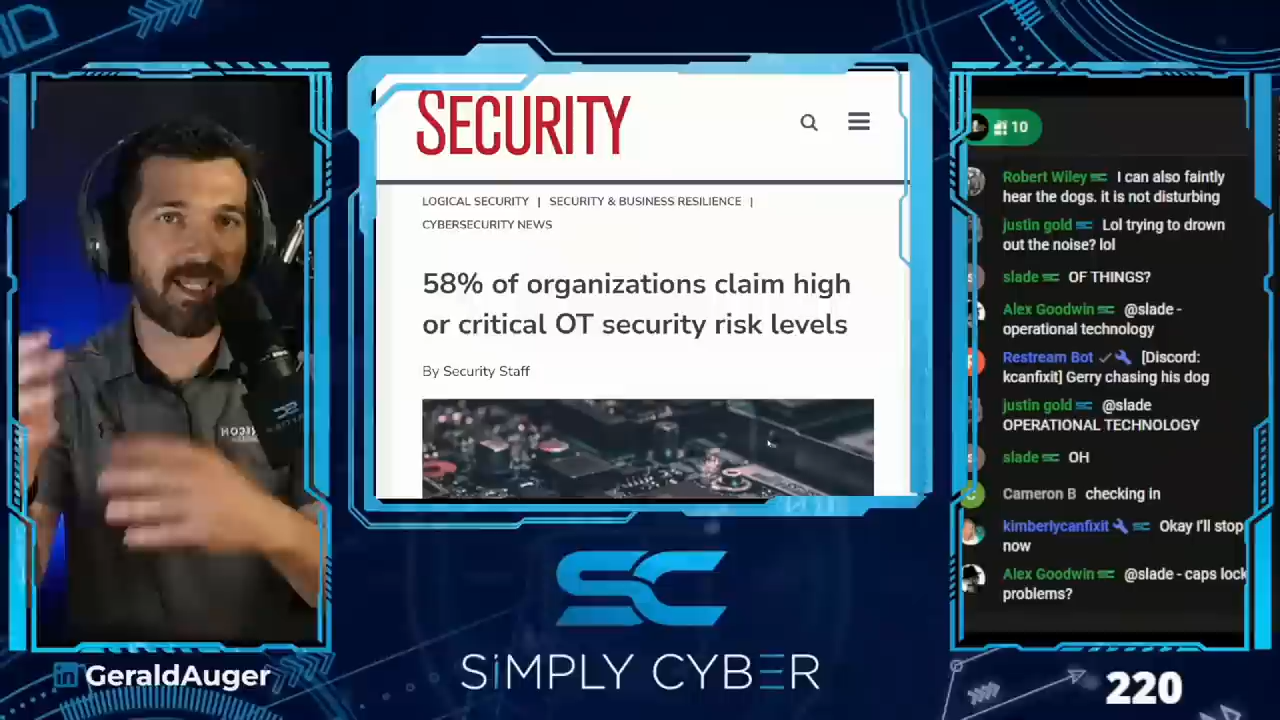 SECURITY
LOGICAL SECURITY | SECURITY & BUSINESS RESILIENCE |
CYBERSECURITY NEWS
58% of organizations claim high
or critical OT security risk levels
By Security Staff
SC
SiMPLY CYBER
in GeraldAuger
10
Robert Wiley I can also faintly
hear the dogs. it is not disturbing
justin gold Lol trying to drown
out the noise? lol
slade OF THINGS?
Alex Goodwin @slade -
operational technology
Restream Bot [Discord:
kcanfixit] Gerry chasing his dog
justin gold @slade
OPERATIONAL TECHNOLOGY
slade OH
Cameron B checking in
kimberlycanfixit Okay I'll stop
now
Alex Goodwin @slade - caps lock
problems?
220